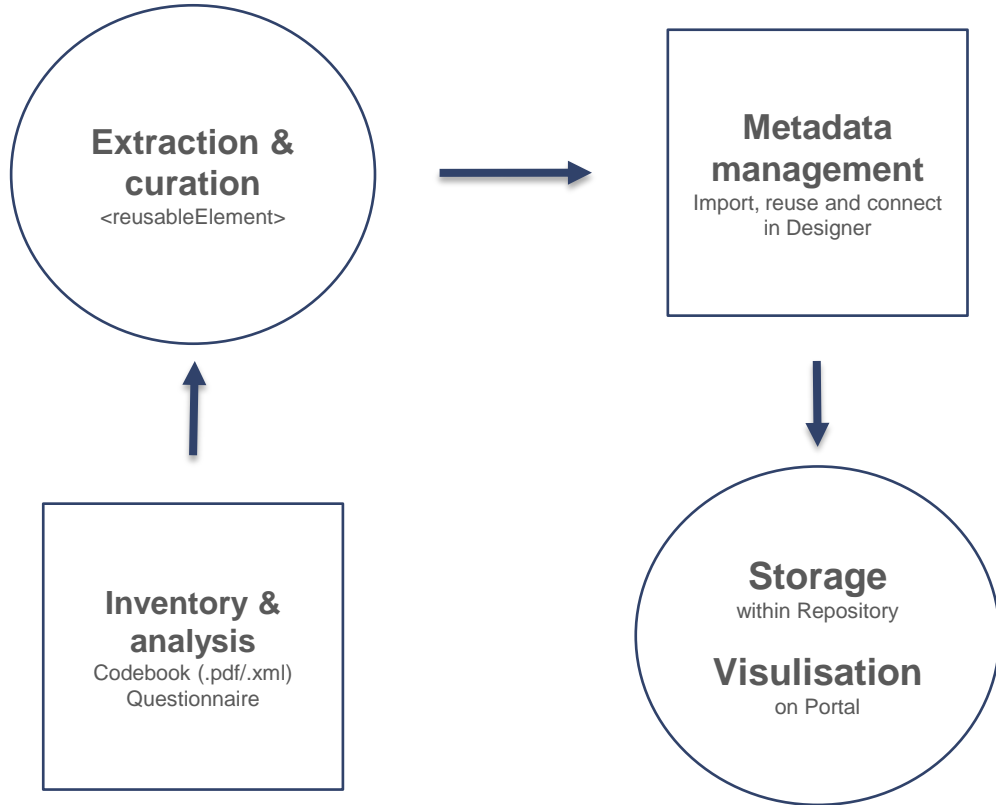 Extraction &
curation
<reusableElement>
Metadata
management
Import, reuse and connect
in Designer
Inventory &
analysis
Codebook (.pdf/.xml)
Questionnaire
Storage
within Repository
Visulisation
on Portal